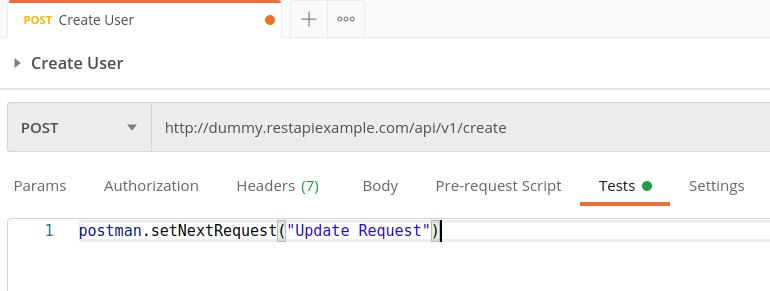 POST Create User
Create User
POST http://dummy.restapiexample.com/api/v1/create
Params Authorization Headers (7) Body Pre-request Script Tests Settings
1 postman.setNextRequest("Update Request")